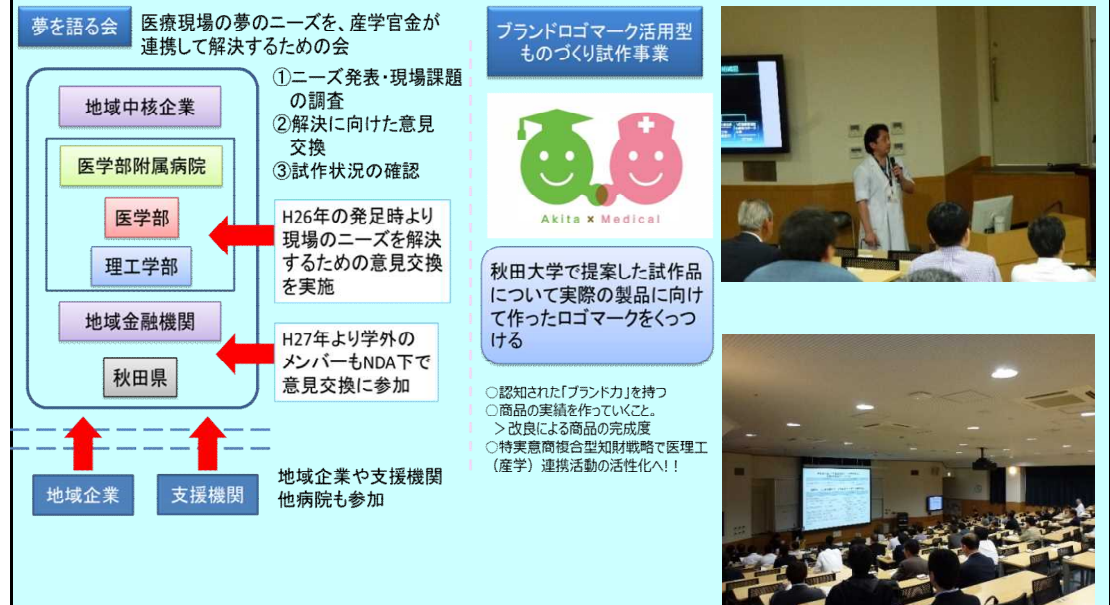 夢を語る会
医療現場の夢のニーズを、産学官金が
連携して解決するための会
地域中核企業
医学部附属病院
医学部
理工学部
地域金融機関
秋田県
①ニーズ発表・現場課題
の調査
②解決に向けた意見
交換
③試作状況の確認
H26年の発足時より
現場のニーズを解決
するための意見交換
を実施
H27年より学外の
メンバーもNDA下で
意見交換に参加
地域企業
支援機関
地域企業や支援機関
他病院も参加
ブランドロゴマーク活用型
ものづくり試作事業
Akita × Medical
秋田大学で提案した試作品
について実際の製品に向け
て作ったロゴマークをくっつ
ける
○認知された「ブランド力」を持つ
○商品の実績を作っていくこと。
＞改良による商品の完成度
○特実意商複合型知財戦略で医理工
（産学）連携活動の活性化へ！！